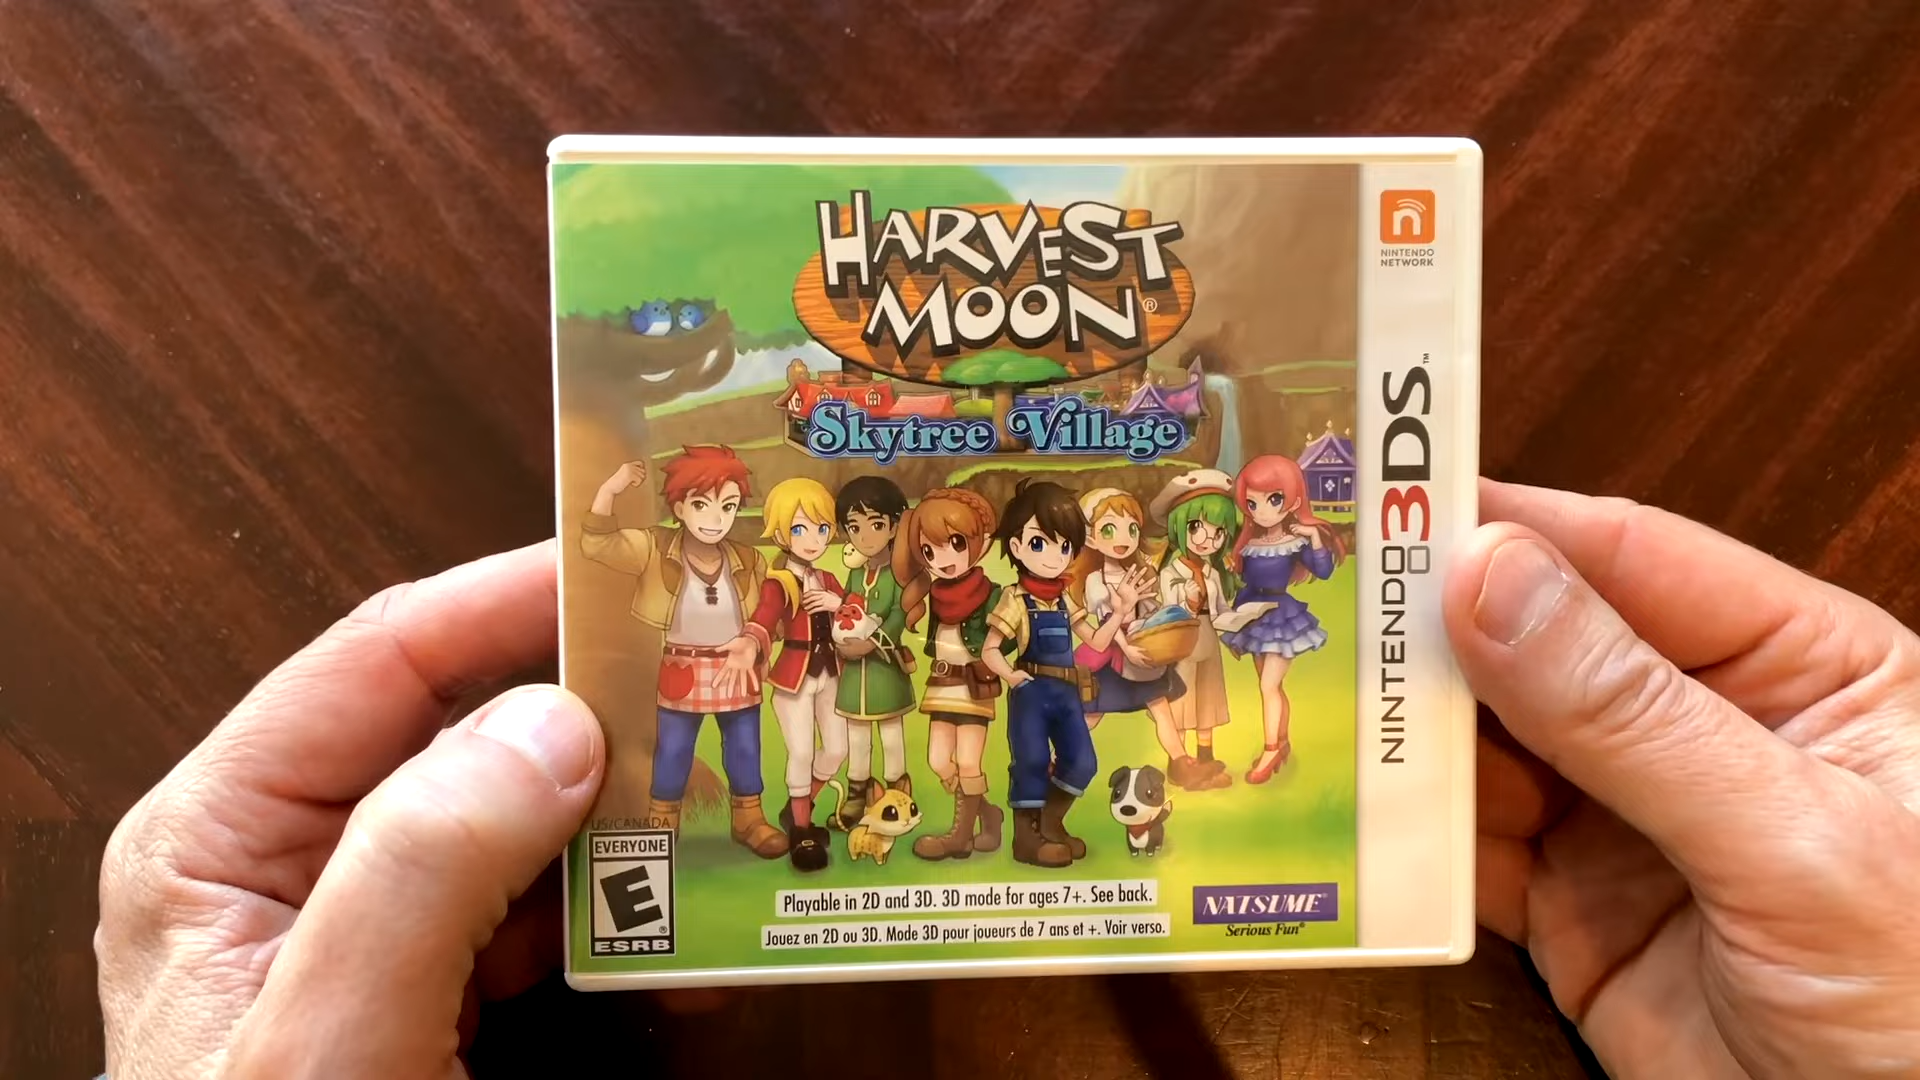 HARVEST
MOON®
Skytree Village
NINTENDO
NETWORK
NINTENDO 3DS™
US/CANADA
EVERYONE
E
®
ESRB
Playable in 2D and 3D. 3D mode for ages 7+. See back.
Jouez en 2D ou 3D. Mode 3D pour joueurs de 7 ans et +. Voir verso.
NATSUME®
Serious Fun®